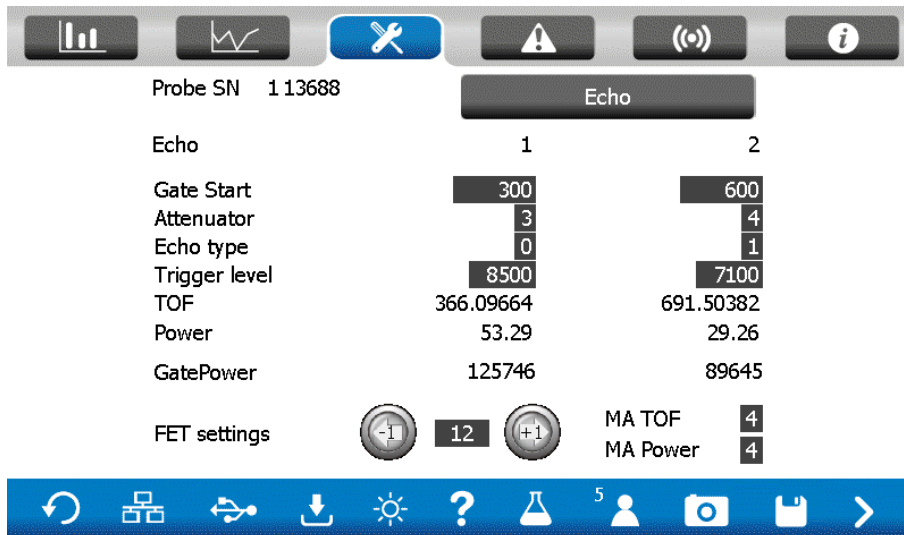 Probe SN 113688 Echo
Echo 1 2
Gate Start 300 600
Attenuator 3 4
Echo type 0 1
Trigger level 8500 7100
TOF 366.09664 691.50382
Power 53.29 29.26
GatePower 125746 89645
FET settings -1 12 +1 MA TOF 4
MA Power 4
? 5